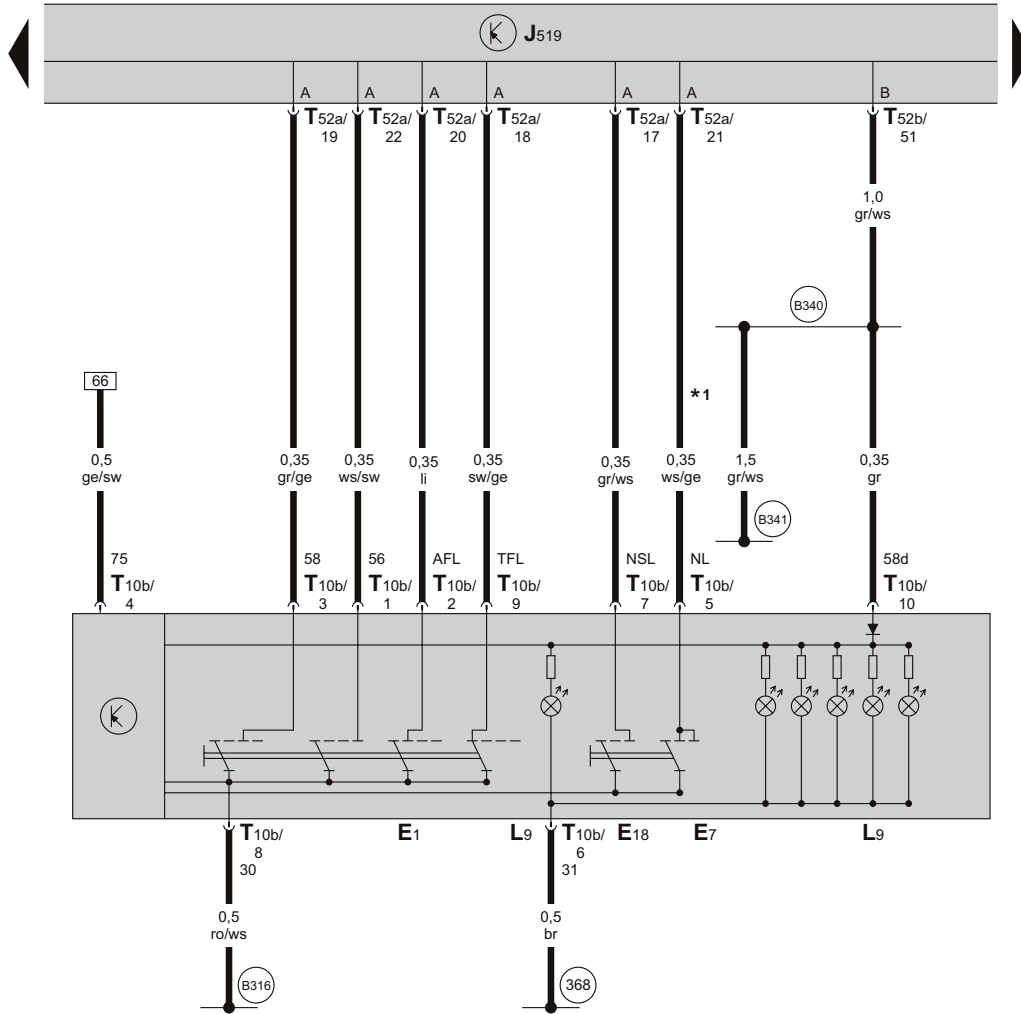 J519
A A A A A A B
T52a/ T52a/ T52a/ T52a/ T52a/ T52a/ T52b/
19 22 20 18 17 21 51
1,0
gr/ws
B340
66
*1
0,5 0,35 0,35 0,35 0,35 0,35 0,35 1,5 0,35
ge/sw gr/ge ws/sw li sw/ge gr/ws ws/ge gr/ws gr
B341
75 58 56 AFL TFL NSL NL 58d
T10b/ T10b/ T10b/ T10b/ T10b/ T10b/ T10b/ T10b/
4 3 1 2 9 7 5 10
T10b/ E1 L9 T10b/ E18 E7 L9
8 6
30 31
0,5 0,5
ro/ws br
B316 368